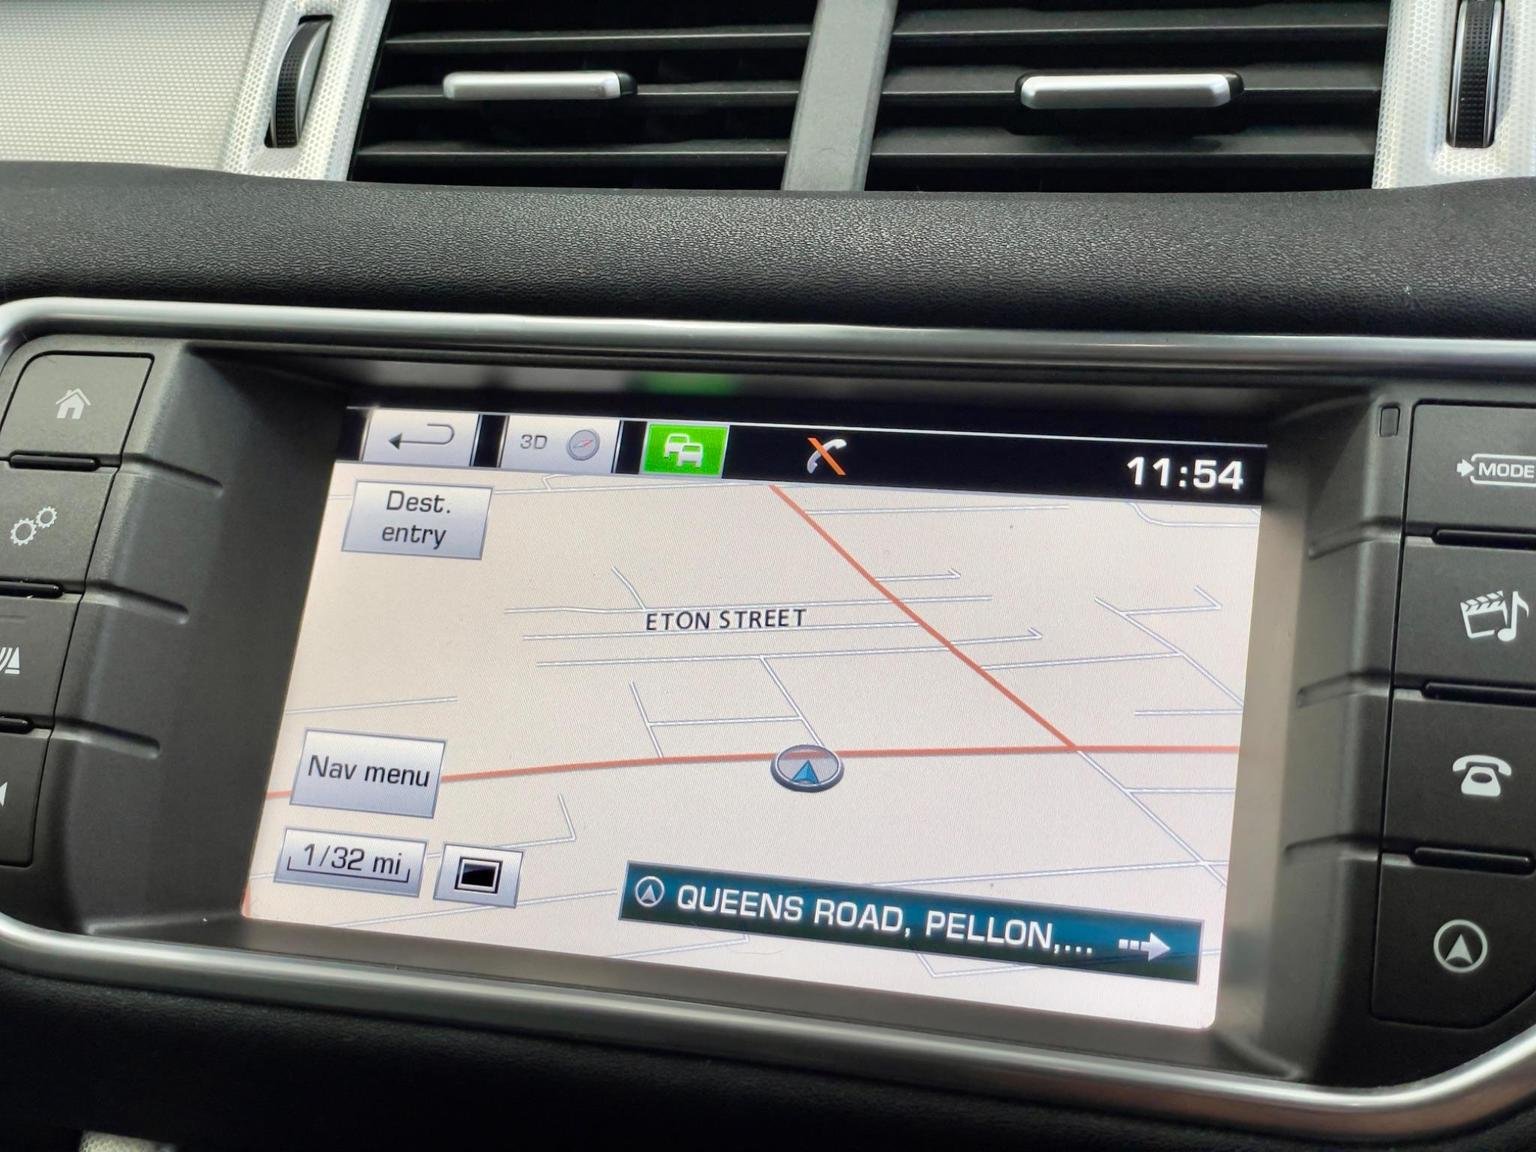 3D
11:54
Dest.
entry
MODE
ETON STREET
Nav menu
1/32 mi
QUEENS ROAD, PELLON,...